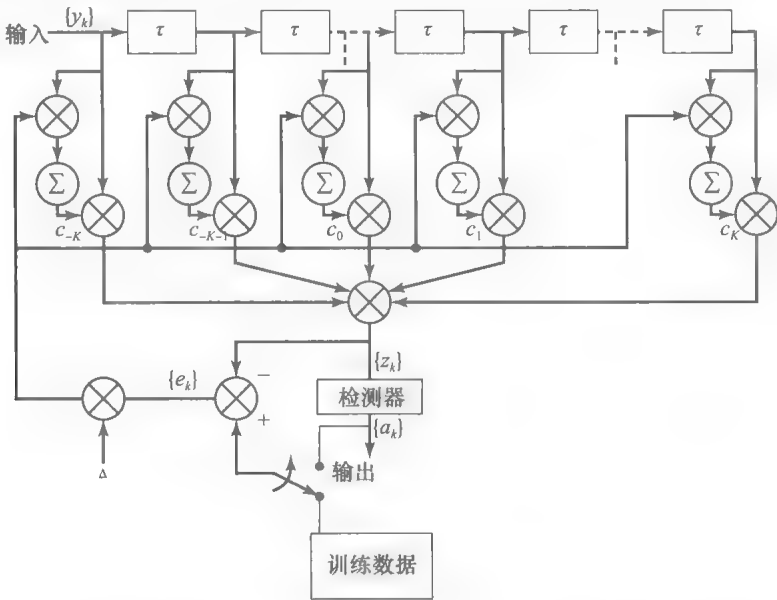 {y_k}
输入
τ τ τ τ τ
Σ Σ Σ Σ Σ
c_{-K} c_{-K-1} c_0 c_1 c_K
{z_k}
{e_k}
−
检测器
+
{a_k}
Δ
输出
训练数据